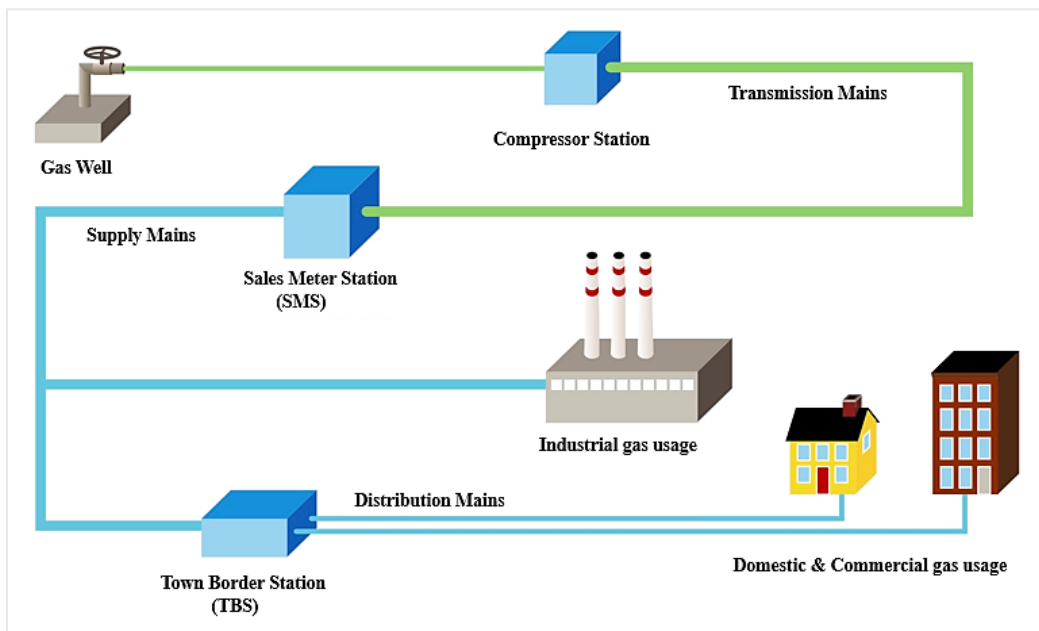 Transmission Mains
Compressor Station
Gas Well
Supply Mains
Sales Meter Station
(SMS)
Industrial gas usage
Distribution Mains
Domestic & Commercial gas usage
Town Border Station
(TBS)